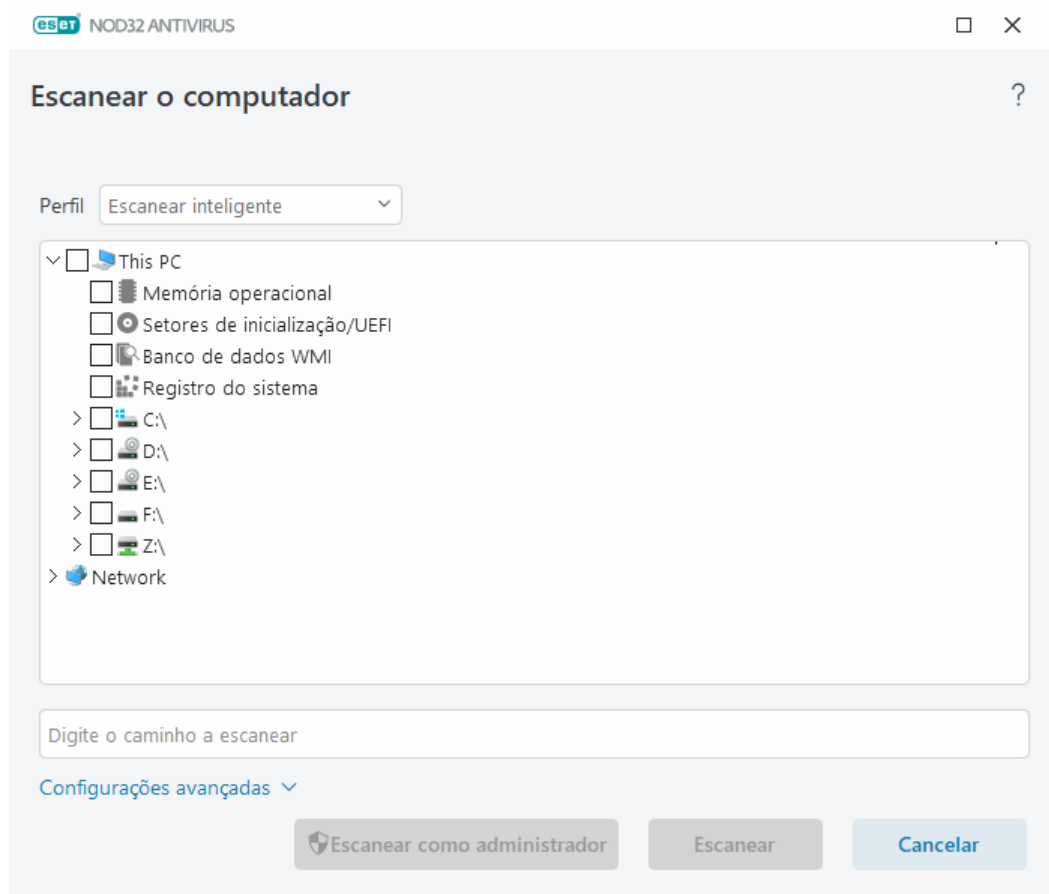 eset NOD32 ANTIVIRUS
Escanear o computador
?
Perfil Escanear inteligente
This PC
Memória operacional
Setores de inicialização/UEFI
Banco de dados WMI
Registro do sistema
C:\
D:\
E:\
F:\
Z:\
Network
Digite o caminho a escanear
Configurações avançadas
Escanear como administrador Escanear Cancelar